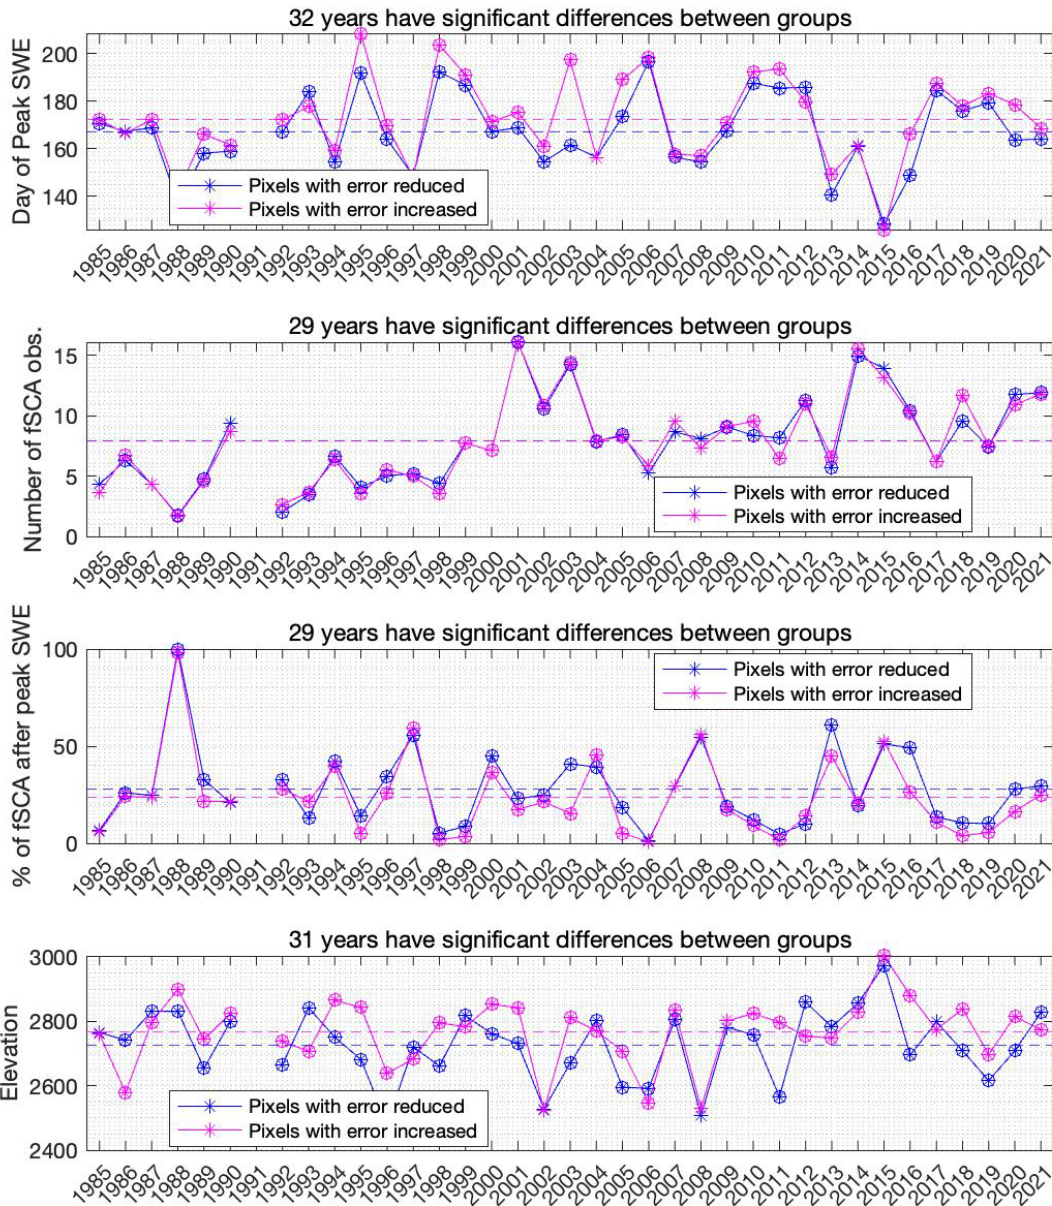 32 years have significant differences between groups
Day of Peak SWE
200
180
160
140
Pixels with error reduced
Pixels with error increased
1985 1986 1987 1988 1989 1990 1991 1992 1993 1994 1995 1996 1997 1998 1999 2000 2001 2002 2003 2004 2005 2006 2007 2008 2009 2010 2011 2012 2013 2014 2015 2016 2017 2018 2019 2020 2021
29 years have significant differences between groups
Number of fSCA obs.
15
10
5
0
Pixels with error reduced
Pixels with error increased
1985 1986 1987 1988 1989 1990 1991 1992 1993 1994 1995 1996 1997 1998 1999 2000 2001 2002 2003 2004 2005 2006 2007 2008 2009 2010 2011 2012 2013 2014 2015 2016 2017 2018 2019 2020 2021
29 years have significant differences between groups
% of fSCA after peak SWE
100
50
0
Pixels with error reduced
Pixels with error increased
1985 1986 1987 1988 1989 1990 1991 1992 1993 1994 1995 1996 1997 1998 1999 2000 2001 2002 2003 2004 2005 2006 2007 2008 2009 2010 2011 2012 2013 2014 2015 2016 2017 2018 2019 2020 2021
31 years have significant differences between groups
Elevation
3000
2800
2600
2400
Pixels with error reduced
Pixels with error increased
1985 1986 1987 1988 1989 1990 1991 1992 1993 1994 1995 1996 1997 1998 1999 2000 2001 2002 2003 2004 2005 2006 2007 2008 2009 2010 2011 2012 2013 2014 2015 2016 2017 2018 2019 2020 2021